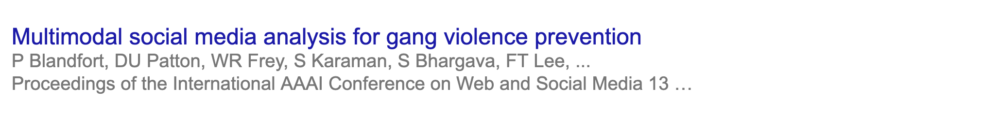 Multimodal social media analysis for gang violence prevention
P Blandfort, DU Patton, WR Frey, S Karaman, S Bhargava, FT Lee, ...
Proceedings of the International AAAI Conference on Web and Social Media 13 …